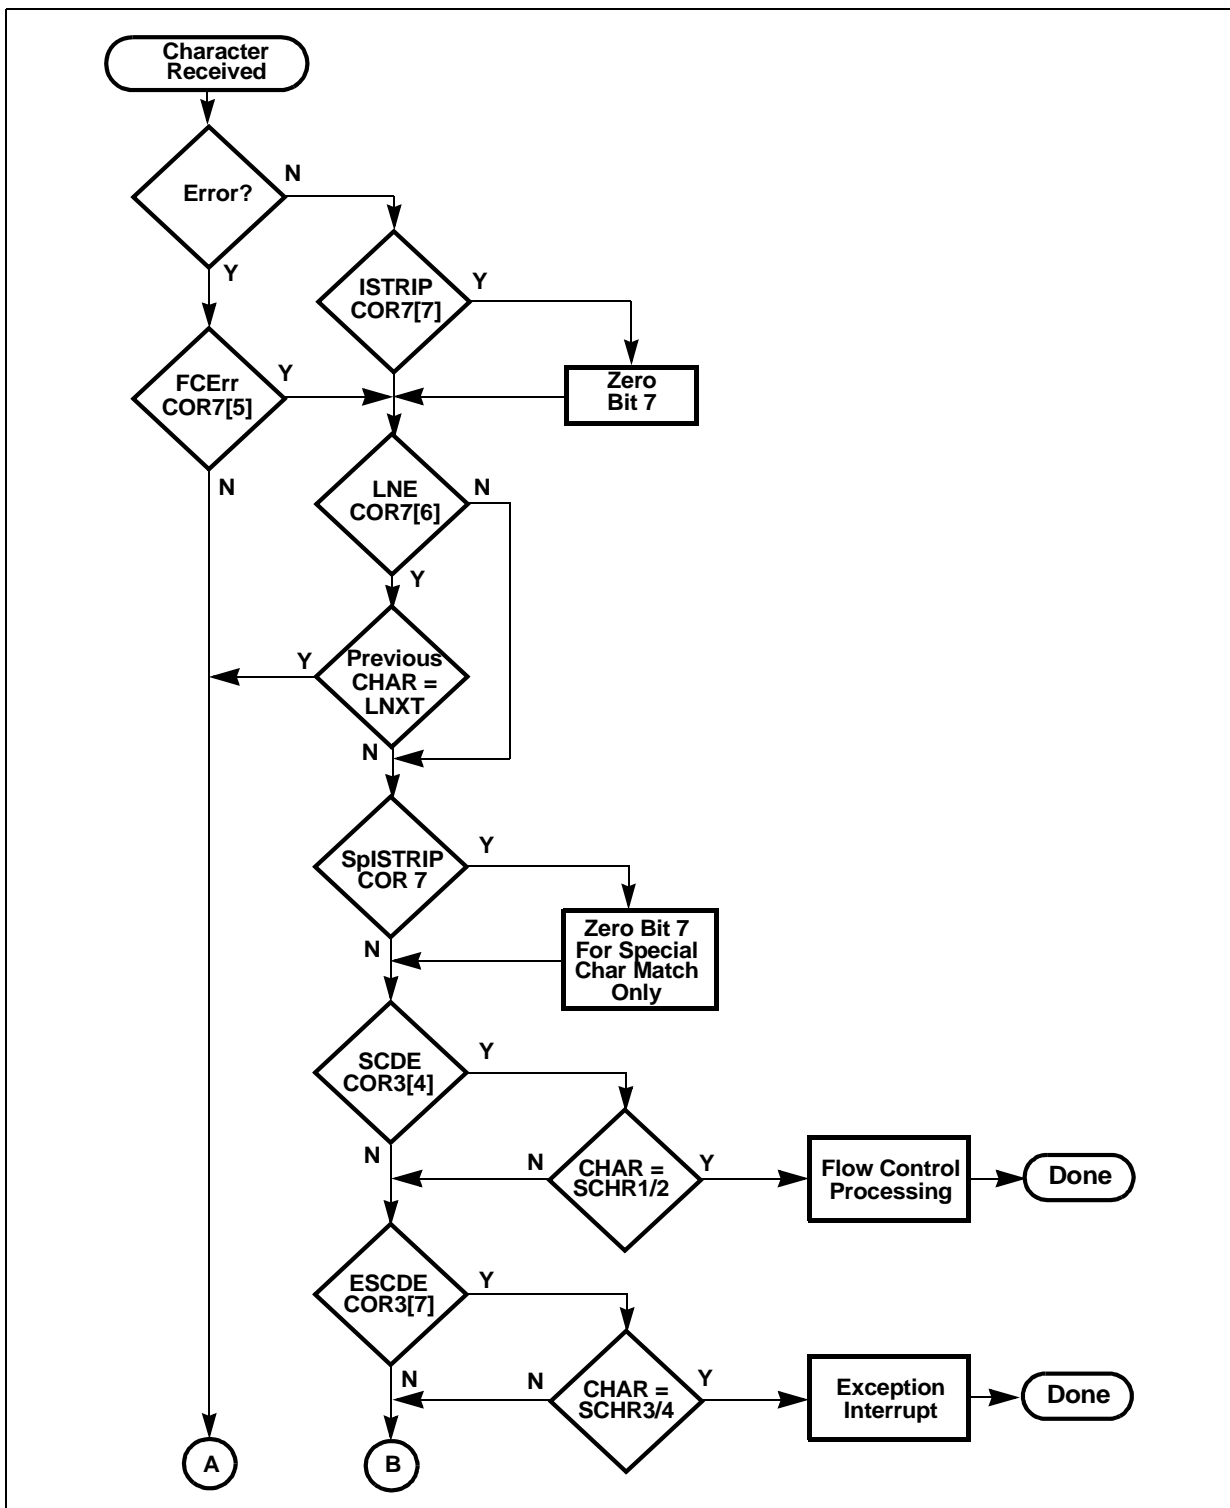 Character
Received
Error?
N
Y
ISTRIP
COR7[7]
Y
FCErr
COR7[5]
Y
N
Zero
Bit 7
LNE
COR7[6]
N
Y
Previous
CHAR =
LNXT
Y
N
SpISTRIP
COR 7
Y
N
Zero Bit 7
For Special
Char Match
Only
SCDE
COR3[4]
Y
N
CHAR =
SCHR1/2
N
Y
Flow Control
Processing
Done
ESCDE
COR3[7]
Y
N
CHAR =
SCHR3/4
N
Y
Exception
Interrupt
Done
A
B